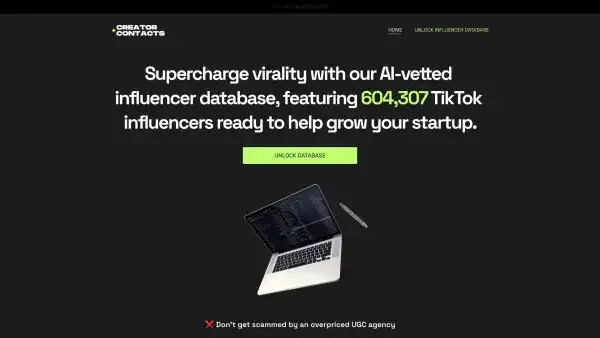 CREATOR
CONTACTS
HOME
UNLOCK INFLUENCER DATABASE
Supercharge virality with our AI-vetted
influencer database, featuring 604,307 TikTok
influencers ready to help grow your startup.
UNLOCK DATABASE
❌ Don't get scammed by an overpriced UGC agency